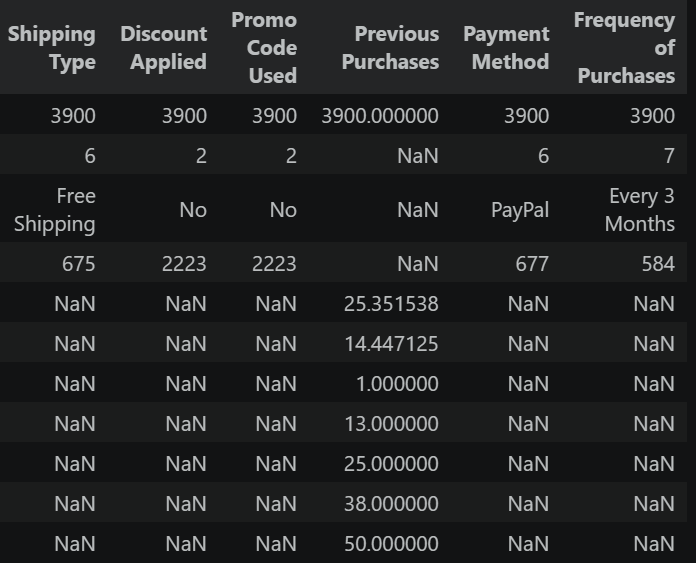 Shipping Type Discount Applied Promo Code Used Previous Purchases Payment Method Frequency of Purchases
3900 3900 3900 3900.000000 3900 3900
6 2 2 NaN 6 7
Free Shipping No No NaN PayPal Every 3 Months
675 2223 2223 NaN 677 584
NaN NaN NaN 25.351538 NaN NaN
NaN NaN NaN 14.447125 NaN NaN
NaN NaN NaN 1.000000 NaN NaN
NaN NaN NaN 13.000000 NaN NaN
NaN NaN NaN 25.000000 NaN NaN
NaN NaN NaN 38.000000 NaN NaN
NaN NaN NaN 50.000000 NaN NaN